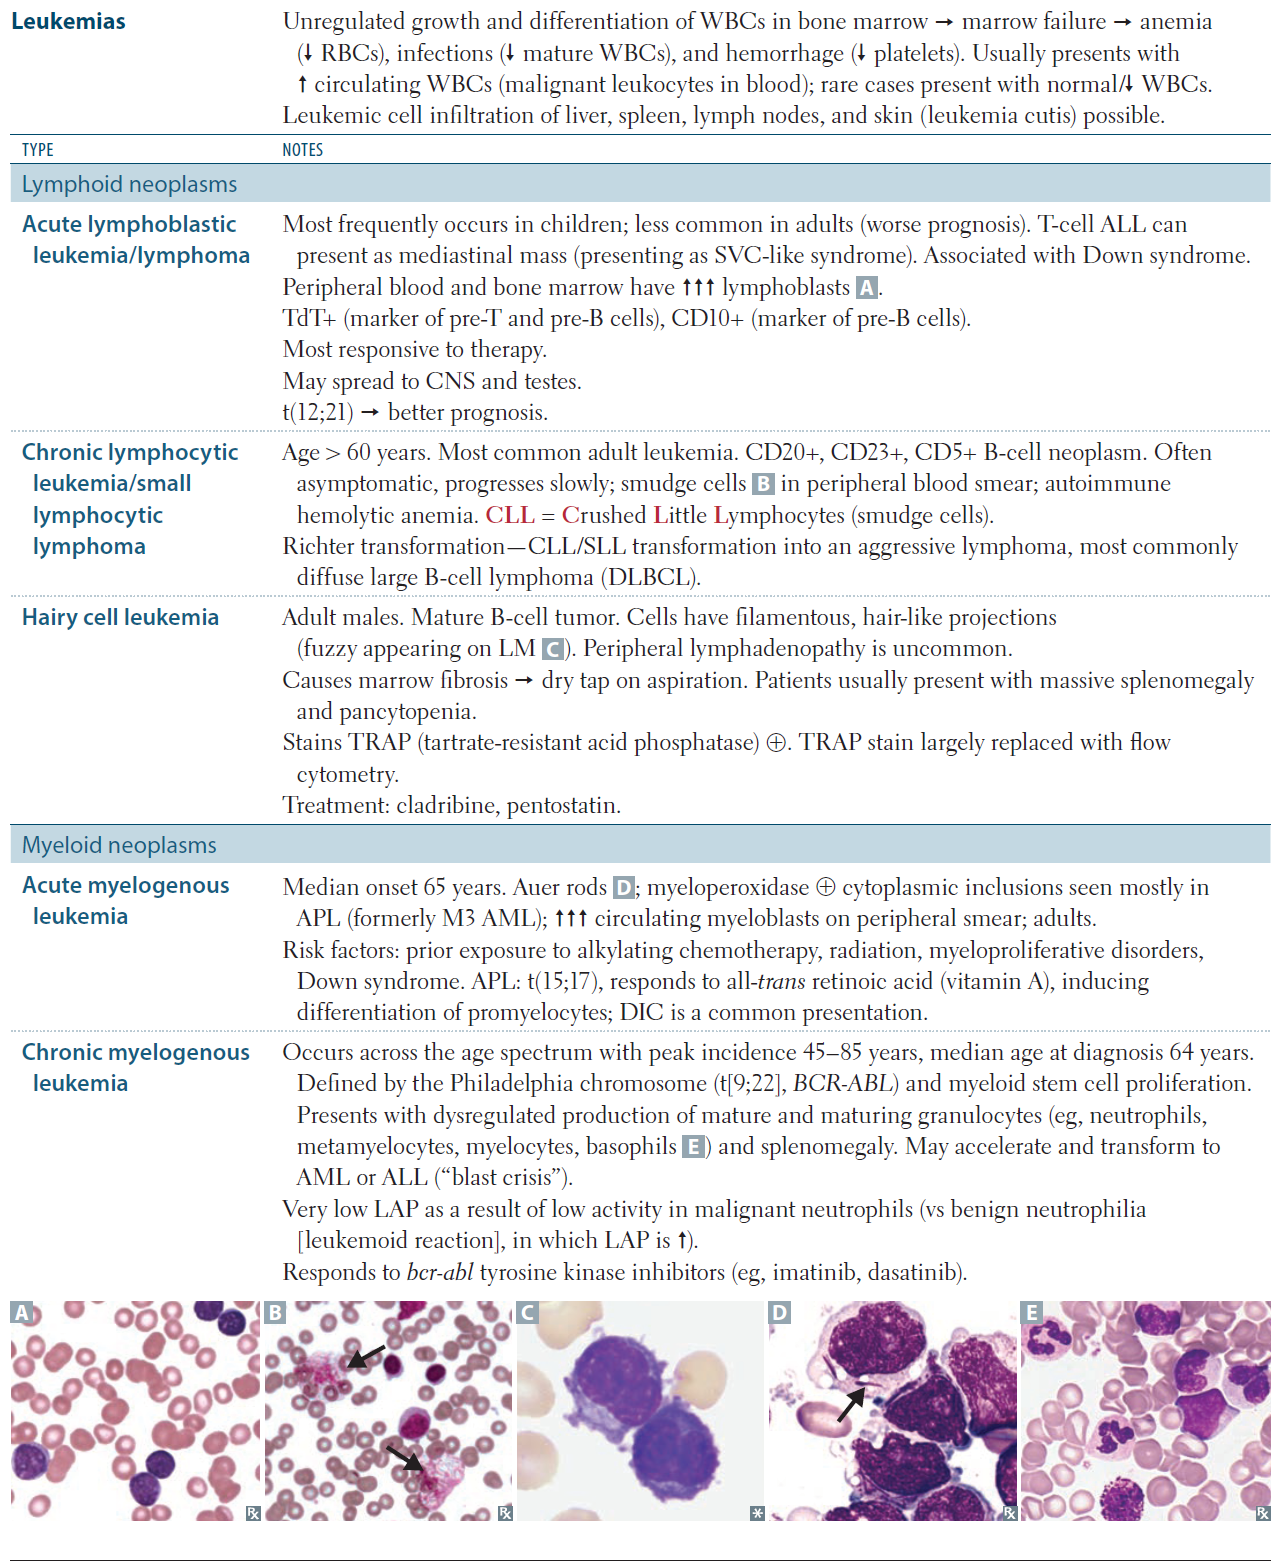 Leukemias
Unregulated growth and differentiation of WBCs in bone marrow → marrow failure → anemia
(↓ RBCs), infections (↓ mature WBCs), and hemorrhage (↓ platelets). Usually presents with
↑ circulating WBCs (malignant leukocytes in blood); rare cases present with normal/↓ WBCs.
Leukemic cell infiltration of liver, spleen, lymph nodes, and skin (leukemia cutis) possible.
TYPE NOTES
Lymphoid neoplasms
Acute lymphoblastic
leukemia/lymphoma
Most frequently occurs in children; less common in adults (worse prognosis). T-cell ALL can
present as mediastinal mass (presenting as SVC-like syndrome). Associated with Down syndrome.
Peripheral blood and bone marrow have ↑↑↑ lymphoblasts A.
TdT+ (marker of pre-T and pre-B cells), CD10+ (marker of pre-B cells).
Most responsive to therapy.
May spread to CNS and testes.
t(12;21) → better prognosis.
Chronic lymphocytic
leukemia/small
lymphocytic
lymphoma
Age > 60 years. Most common adult leukemia. CD20+, CD23+, CD5+ B-cell neoplasm. Often
asymptomatic, progresses slowly; smudge cells B in peripheral blood smear; autoimmune
hemolytic anemia. CLL = Crushed Little Lymphocytes (smudge cells).
Richter transformation—CLL/SLL transformation into an aggressive lymphoma, most commonly
diffuse large B-cell lymphoma (DLBCL).
Hairy cell leukemia
Adult males. Mature B-cell tumor. Cells have filamentous, hair-like projections
(fuzzy appearing on LM C). Peripheral lymphadenopathy is uncommon.
Causes marrow fibrosis → dry tap on aspiration. Patients usually present with massive splenomegaly
and pancytopenia.
Stains TRAP (tartrate-resistant acid phosphatase) ⊕. TRAP stain largely replaced with flow
cytometry.
Treatment: cladribine, pentostatin.
Myeloid neoplasms
Acute myelogenous
leukemia
Median onset 65 years. Auer rods D; myeloperoxidase ⊕ cytoplasmic inclusions seen mostly in
APL (formerly M3 AML); ↑↑↑ circulating myeloblasts on peripheral smear; adults.
Risk factors: prior exposure to alkylating chemotherapy, radiation, myeloproliferative disorders,
Down syndrome. APL: t(15;17), responds to all-trans retinoic acid (vitamin A), inducing
differentiation of promyelocytes; DIC is a common presentation.
Chronic myelogenous
leukemia
Occurs across the age spectrum with peak incidence 45–85 years, median age at diagnosis 64 years.
Defined by the Philadelphia chromosome (t[9;22], BCR-ABL) and myeloid stem cell proliferation.
Presents with dysregulated production of mature and maturing granulocytes (eg, neutrophils,
metamyelocytes, myelocytes, basophils E) and splenomegaly. May accelerate and transform to
AML or ALL (“blast crisis”).
Very low LAP as a result of low activity in malignant neutrophils (vs benign neutrophilia
[leukemoid reaction], in which LAP is ↑).
Responds to bcr-abl tyrosine kinase inhibitors (eg, imatinib, dasatinib).
A B C D E
℞ ℞ * ℞ ℞